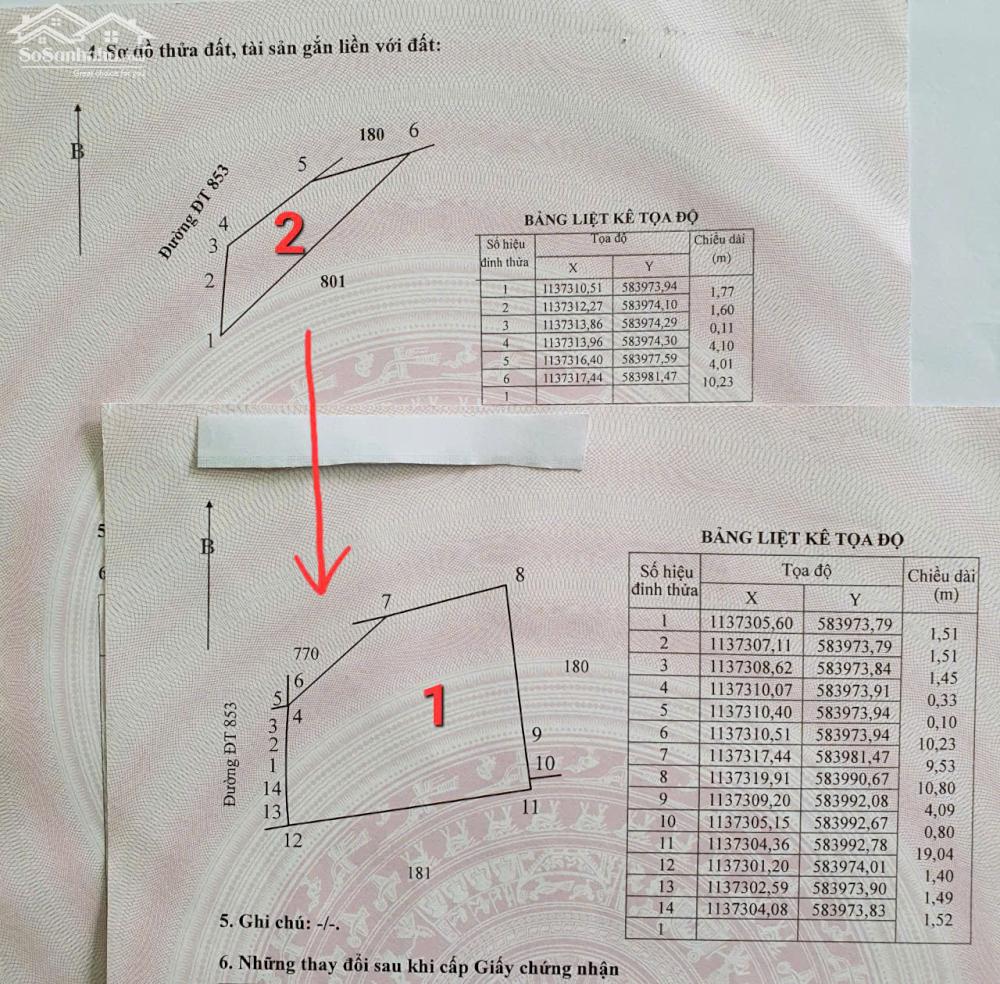 4. Sơ đồ thửa đất, tài sản gắn liền với đất:
Great choice for you
B
Đường ĐT 853
180
6
5
4
3
2
1
2
801
BẢNG LIỆT KÊ TỌA ĐỘ
Số hiệu đỉnh thửa Tọa độ Chiều dài (m)
X Y
1 1137310,51 583973,94
1,77
2 1137312,27 583974,10
1,60
3 1137313,86 583974,29
0,11
4 1137313,96 583974,30
4,10
5 1137316,40 583977,59
4,01
6 1137317,44 583981,47
10,23
1
5
6
B
Đường ĐT 853
8
7
770
6
5
4
3
2
1
14
13
12
1
180
9
10
11
181
BẢNG LIỆT KÊ TỌA ĐỘ
Số hiệu đỉnh thửa Tọa độ Chiều dài (m)
X Y
1 1137305,60 583973,79
1,51
2 1137307,11 583973,79
1,51
3 1137308,62 583973,84
1,45
4 1137310,07 583973,91
0,33
5 1137310,40 583973,94
0,10
6 1137310,51 583973,94
10,23
7 1137317,44 583981,47
9,53
8 1137319,91 583990,67
10,80
9 1137309,20 583992,08
4,09
10 1137305,15 583992,67
0,80
11 1137304,36 583992,78
19,04
12 1137301,20 583974,01
1,40
13 1137302,59 583973,90
1,49
14 1137304,08 583973,83
1,52
1
5. Ghi chú: -/-.
6. Những thay đổi sau khi cấp Giấy chứng nhận